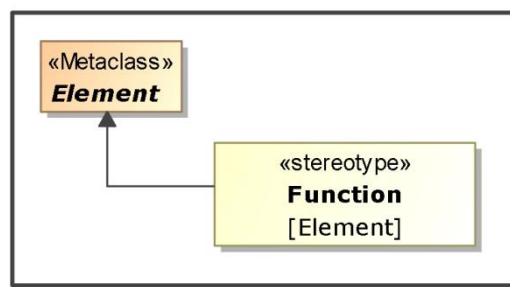 «Metaclass»
Element
«stereotype»
Function
[Element]